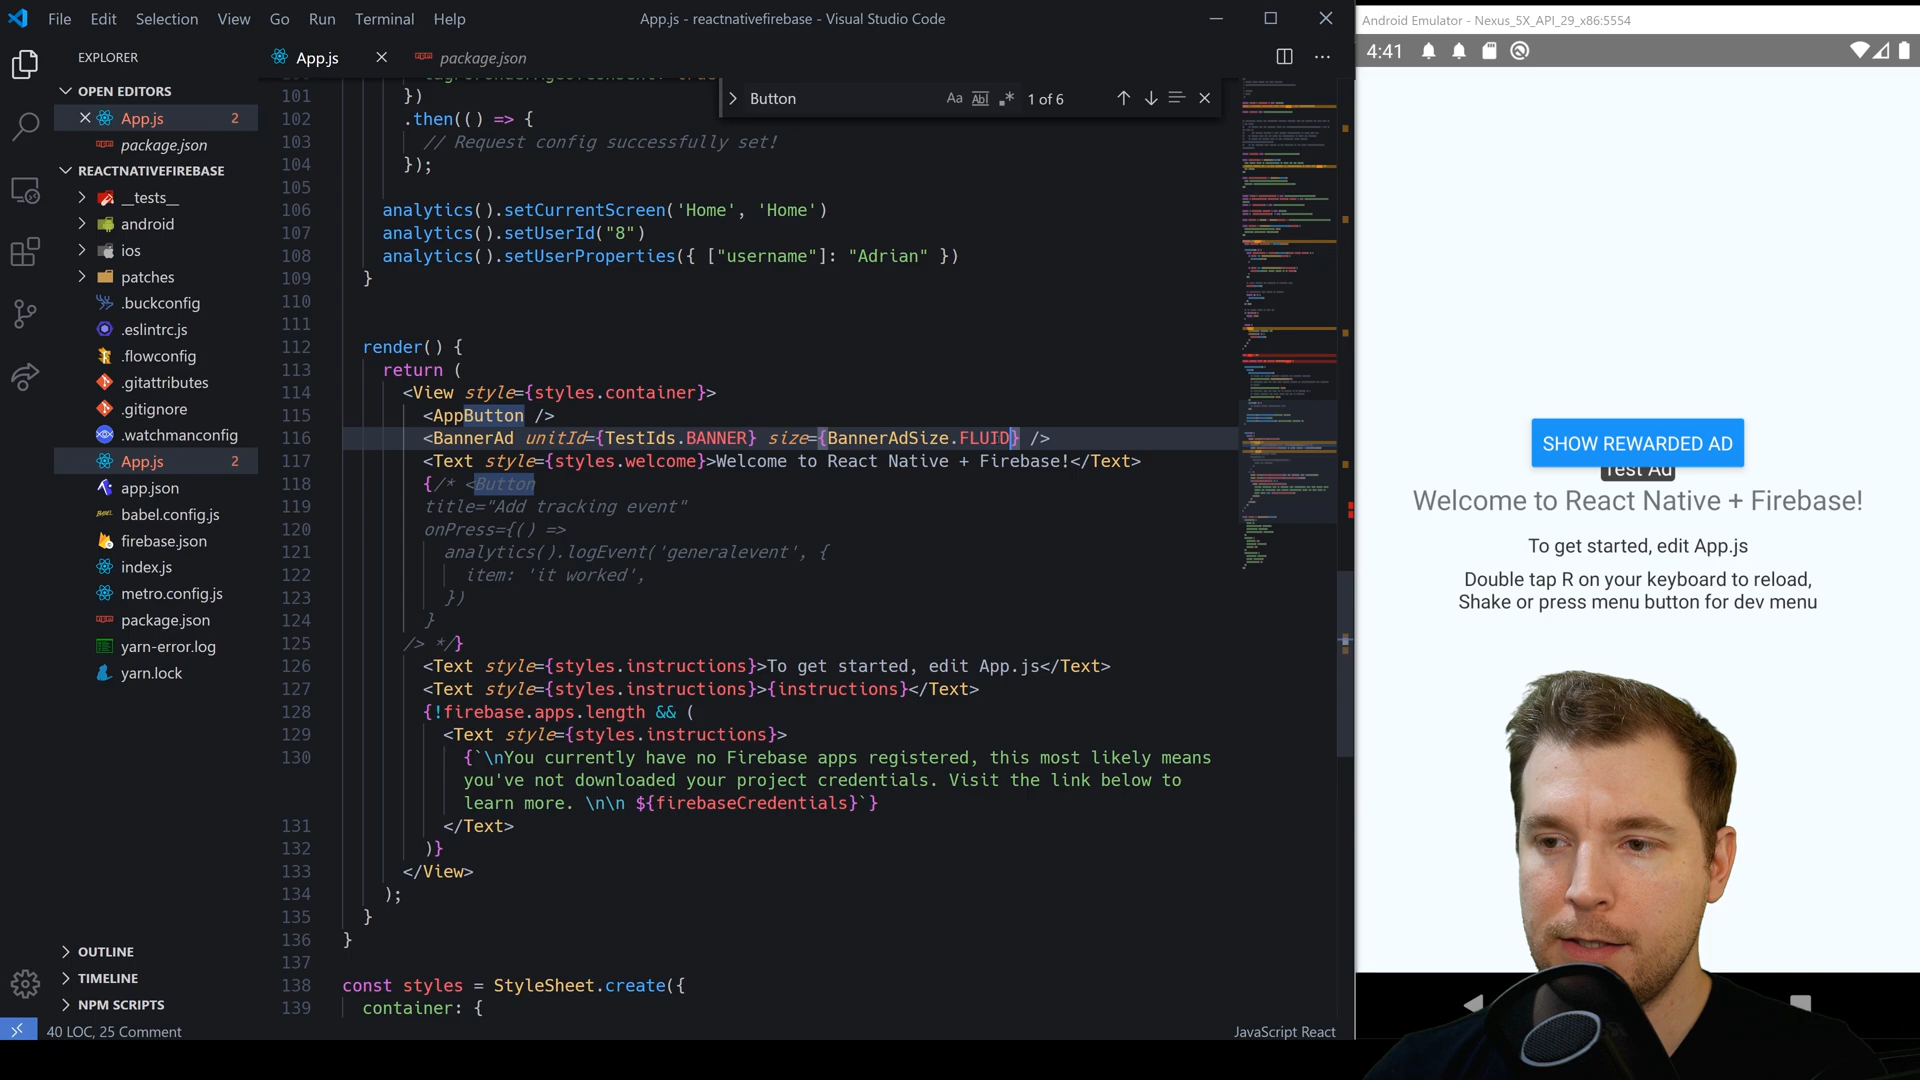 File Edit Selection View Go Run Terminal Help
App.js - reactnativefirebase - Visual Studio Code
Android Emulator - Nexus_5X_API_29_x86:5554
EXPLORER
OPEN EDITORS
App.js 2
package.json
REACTNATIVEFIREBASE
__tests__
android
ios
patches
.buckconfig
.eslintrc.js
.flowconfig
.gitattributes
.gitignore
.watchmanconfig
App.js 2
app.json
babel.config.js
firebase.json
index.js
metro.config.js
package.json
yarn-error.log
yarn.lock
OUTLINE
TIMELINE
NPM SCRIPTS
40 LOC, 25 Comment
JavaScript React
App.js
package.json
Button
Aa Abl .* 1 of 6
101 })
102 .then(() => {
103 // Request config successfully set!
104 });
105
106 analytics().setCurrentScreen('Home', 'Home')
107 analytics().setUserId("8")
108 analytics().setUserProperties({ ["username"]: "Adrian" })
109 }
110
111
112 render() {
113 return (
114 <View style={styles.container}>
115 <AppButton />
116 <BannerAd unitId={TestIds.BANNER} size={BannerAdSize.FLUID} />
117 <Text style={styles.welcome}>Welcome to React Native + Firebase!</Text>
118 {/* <Button
119 title="Add tracking event"
120 onPress={() =>
121 analytics().logEvent('generalevent', {
122 item: 'it worked',
123 })
124 }
125 /> */}
126 <Text style={styles.instructions}>To get started, edit App.js</Text>
127 <Text style={styles.instructions}>{instructions}</Text>
128 {!firebase.apps.length && (
129 <Text style={styles.instructions}>
130 {`\nYou currently have no Firebase apps registered, this most likely means
you've not downloaded your project credentials. Visit the link below to
learn more. \n\n ${firebaseCredentials}`}
131 </Text>
132 )}
133 </View>
134 );
135 }
136 }
137
138 const styles = StyleSheet.create({
139 container: {
4:41
SHOW REWARDED AD
Test Ad
Welcome to React Native + Firebase!
To get started, edit App.js
Double tap R on your keyboard to reload,
Shake or press menu button for dev menu